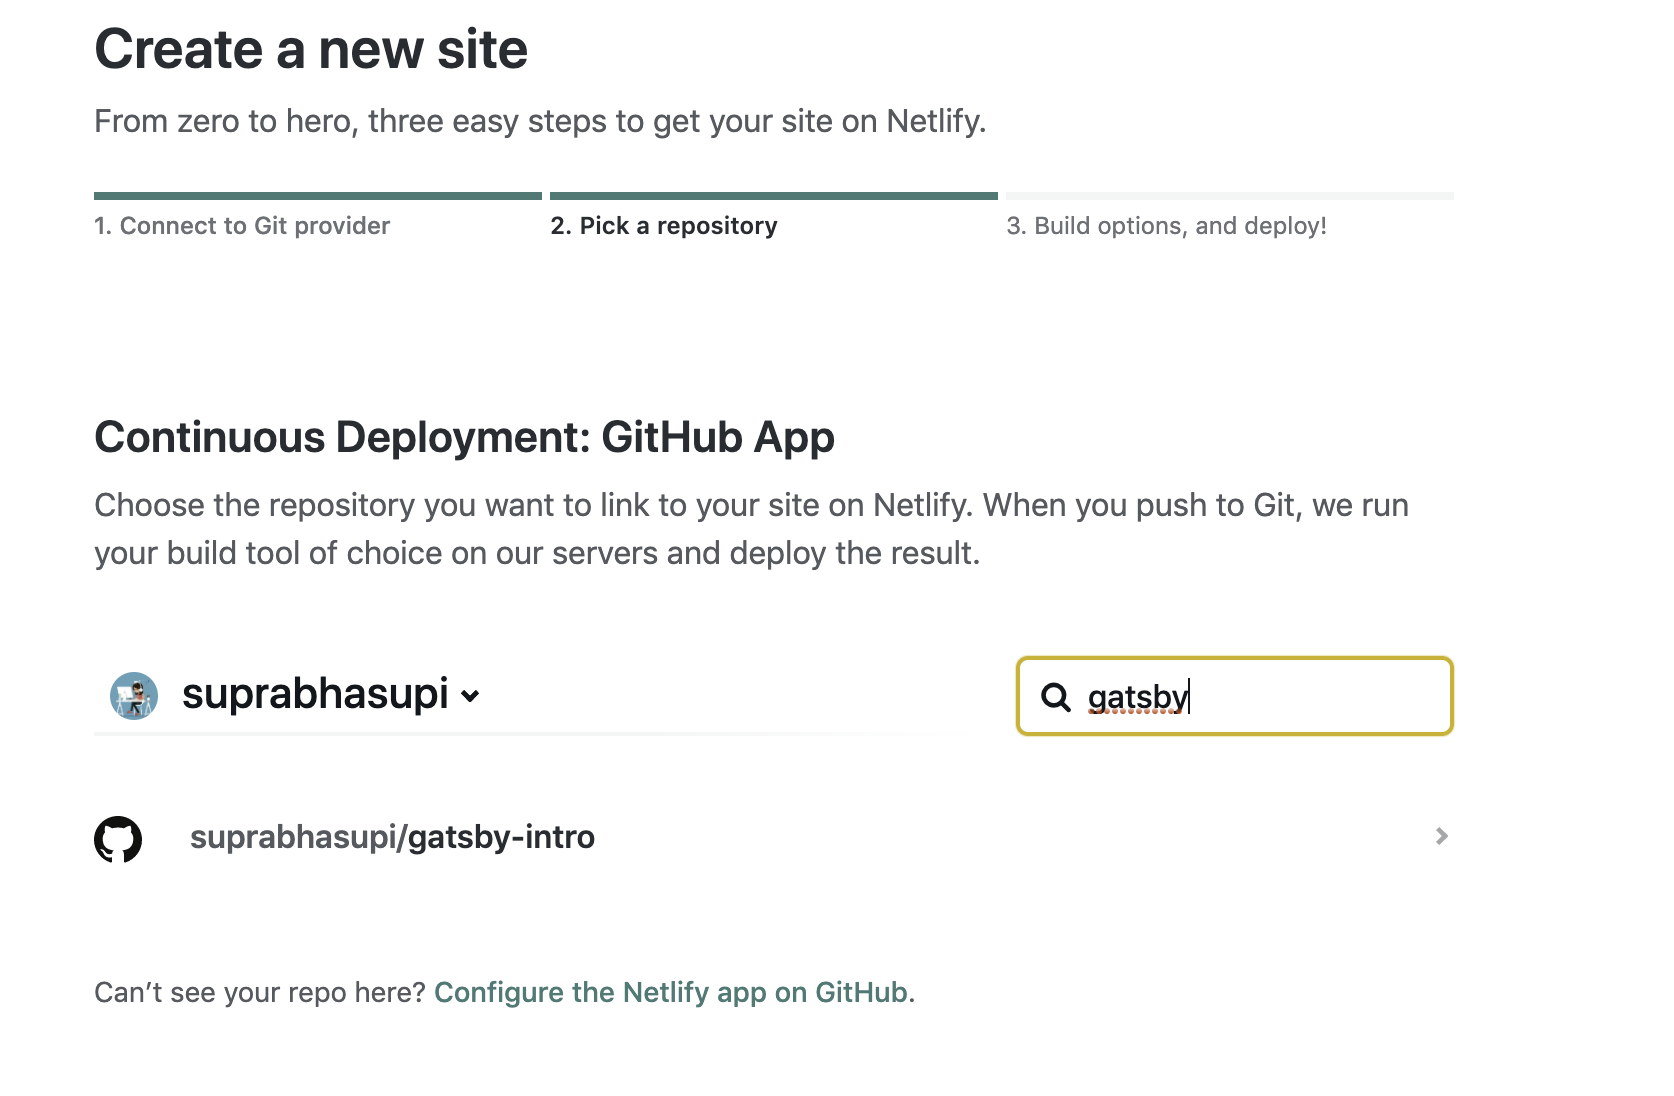 Create a new site
From zero to hero, three easy steps to get your site on Netlify.
1. Connect to Git provider
2. Pick a repository
3. Build options, and deploy!
Continuous Deployment: GitHub App
Choose the repository you want to link to your site on Netlify. When you push to Git, we run
your build tool of choice on our servers and deploy the result.
suprabhasupi
gatsby
suprabhasupi/gatsby-intro
Can’t see your repo here? Configure the Netlify app on GitHub.